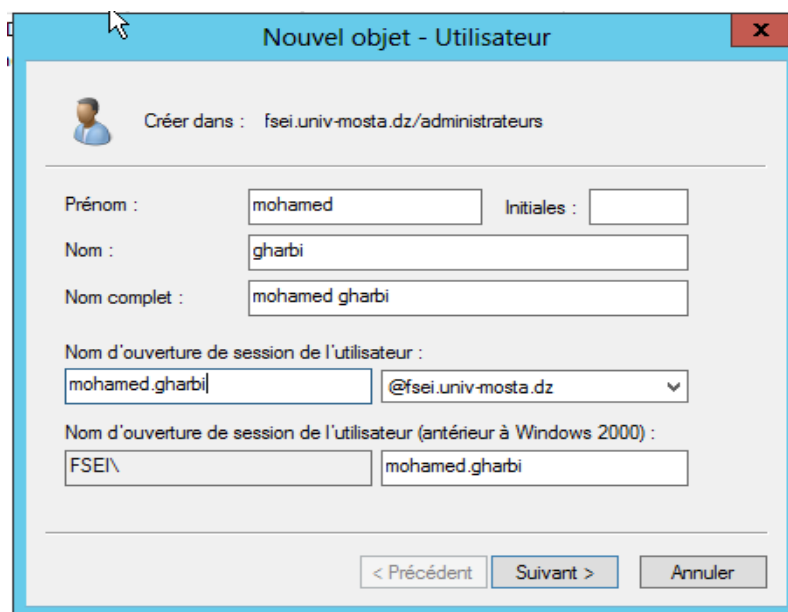 Nouvel objet - Utilisateur
x
Créer dans : fsei.univ-mosta.dz/administrateurs
Prénom : mohamed Initiales :
Nom : gharbi
Nom complet : mohamed gharbi
Nom d'ouverture de session de l'utilisateur :
mohamed.gharbi @fsei.univ-mosta.dz
Nom d'ouverture de session de l'utilisateur (antérieur à Windows 2000) :
FSEI\ mohamed.gharbi
< Précédent Suivant > Annuler